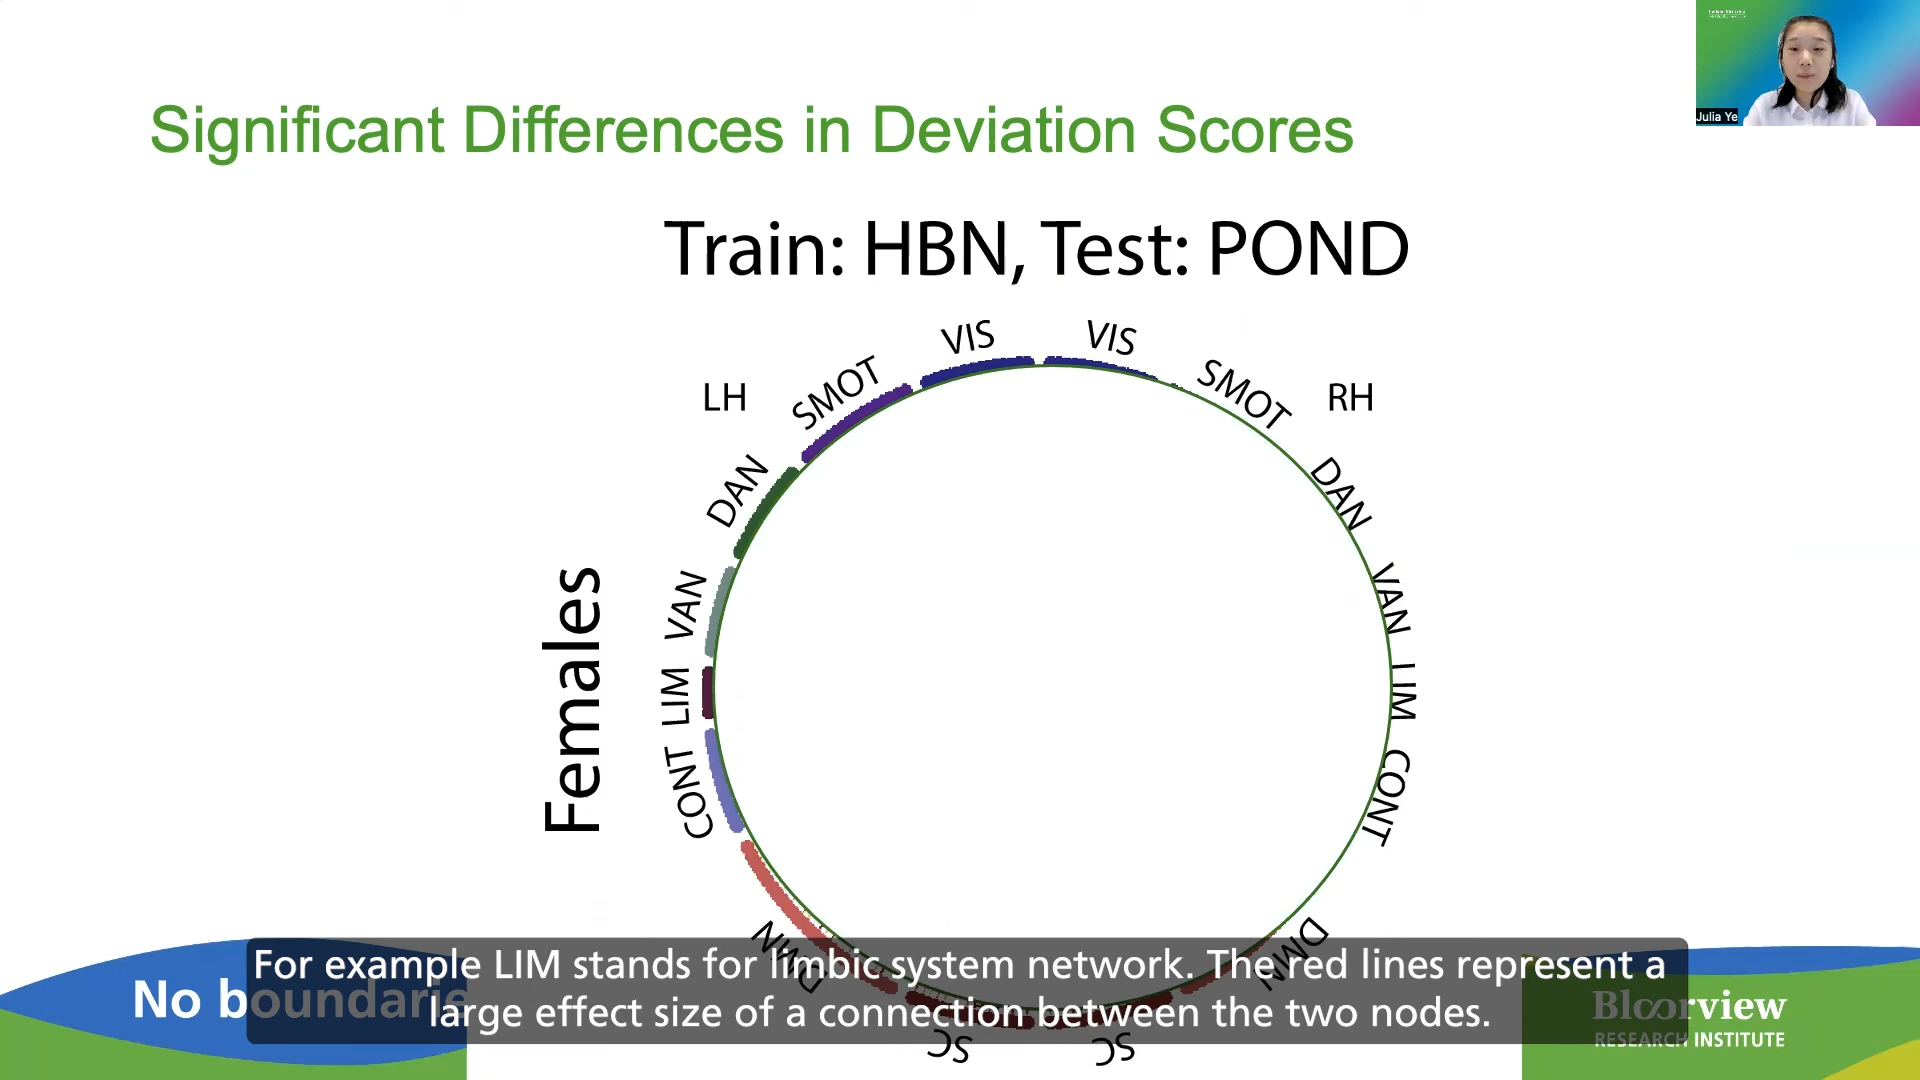 Julia Ye
Significant Differences in Deviation Scores
Train: HBN, Test: POND
VIS
VIS
SMOT
SMOT
LH
RH
DAN
DAN
VAN
VAN
LIM
LIM
CONT
CONT
Females
DMN
DMN
For example LIM stands for limbic system network. The red lines represent a
large effect size of a connection between the two nodes.
No boundarie
Bloorview
RESEARCH INSTITUTE
SC
SC